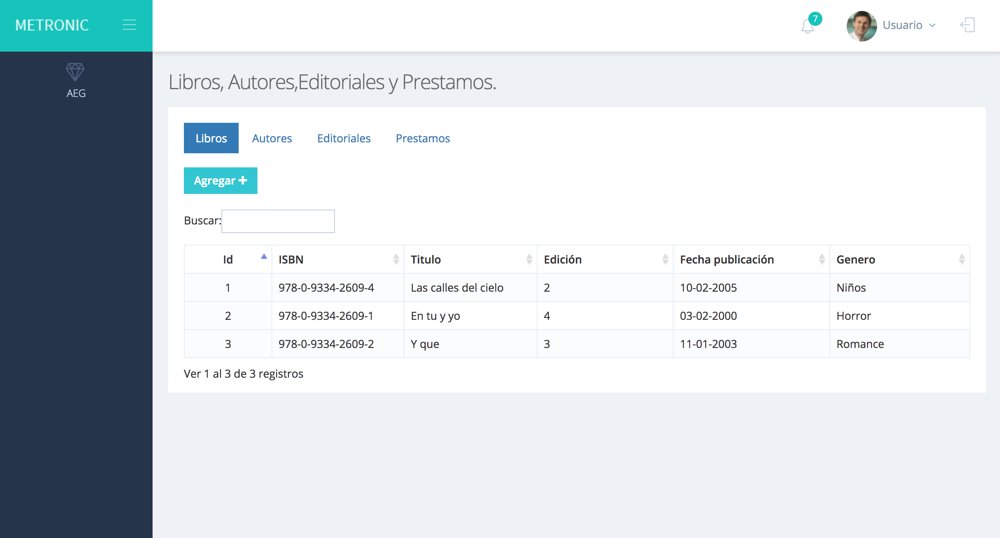 METRONIC
7
Usuario
AEG
Libros, Autores,Editoriales y Prestamos.
Libros Autores Editoriales Prestamos
Agregar +
Buscar:
Id ISBN Titulo Edición Fecha publicación Genero
1 978-0-9334-2609-4 Las calles del cielo 2 10-02-2005 Niños
2 978-0-9334-2609-1 En tu y yo 4 03-02-2000 Horror
3 978-0-9334-2609-2 Y que 3 11-01-2003 Romance
Ver 1 al 3 de 3 registros